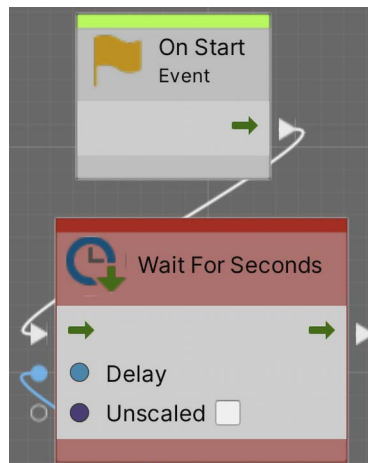 On Start
Event
Wait For Seconds
Delay
Unscaled